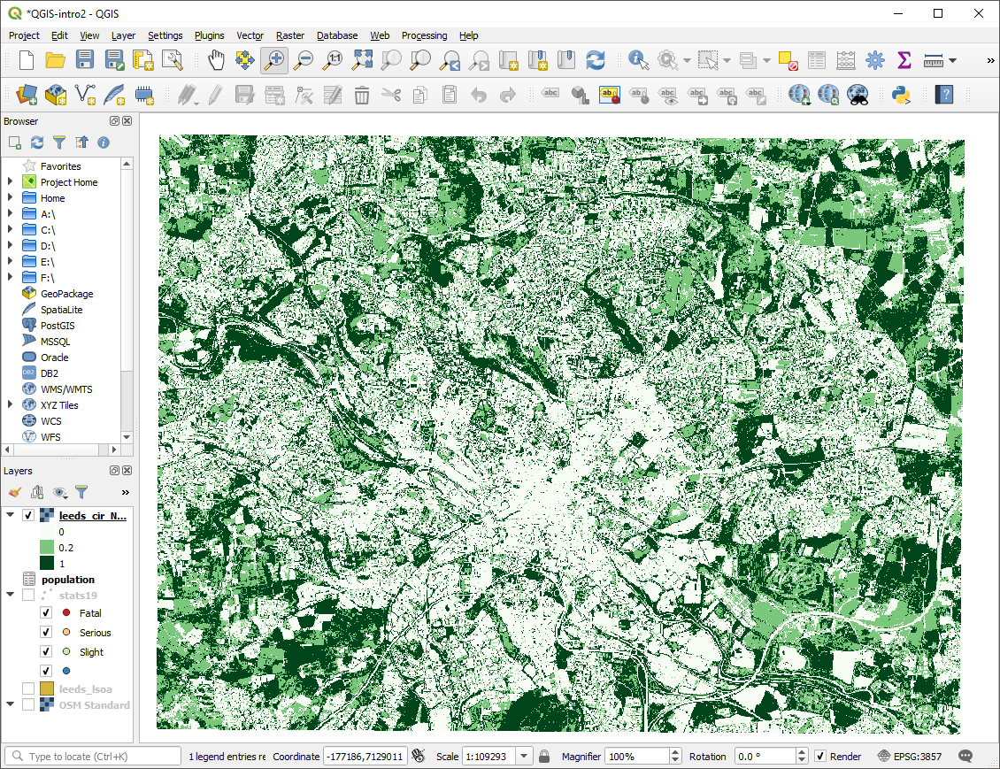 *QGIS-intro2 - QGIS
Project Edit View Layer Settings Plugins Vector Raster Database Web Processing Help
1:1
»
abc ab abc abc abc abc abc
?
Browser
Favorites
Project Home
Home
A:\
C:\
D:\
E:\
F:\
GeoPackage
SpatiaLite
PostGIS
MSSQL
Oracle
DB2 DB2
WMS/WMTS
XYZ Tiles
WCS
WFS
Layers
»
leeds_cir_N...
0
0.2
1
population
stats19
Fatal
Serious
Slight
leeds_lsoa
OSM Standard
Type to locate (Ctrl+K) 1 legend entries re Coordinate -177186,7129011 Scale 1:109293 Magnifier 100% Rotation 0.0 ° Render EPSG:3857